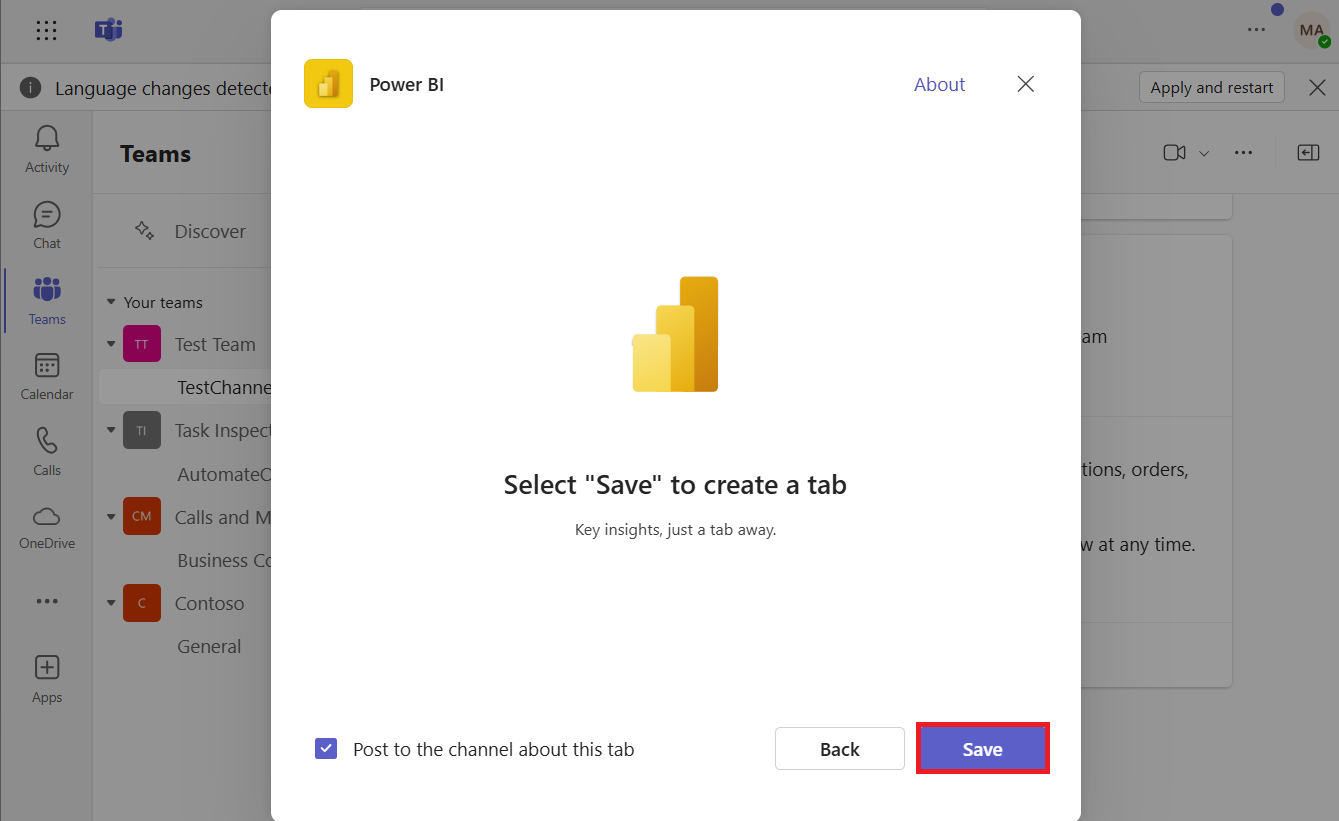 MA
Language changes detecte
Apply and restart
Power BI
About
Activity
Chat
Teams
Calendar
Calls
OneDrive
Apps
Teams
Discover
Your teams
TT
Test Team
TestChanne
TI
Task Inspect
AutomateO
CM
Calls and M
Business Co
C
Contoso
General
Select "Save" to create a tab
Key insights, just a tab away.
Post to the channel about this tab
Back
Save
am
tions, orders,
w at any time.